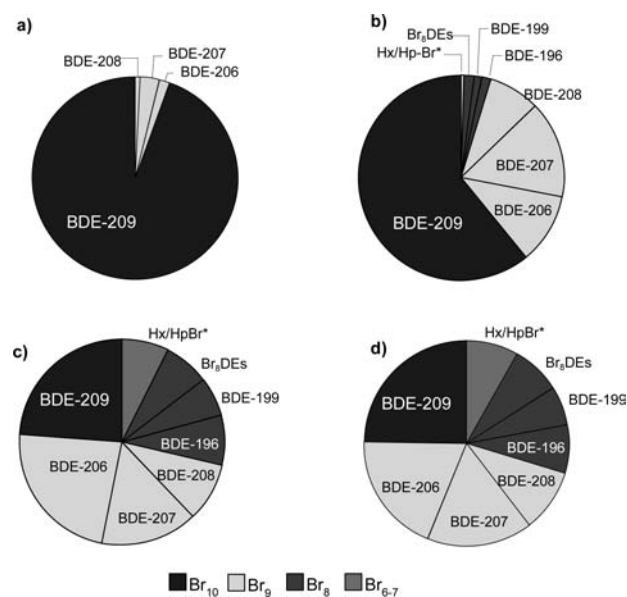 a)
BDE-207
BDE-208
BDE-206
BDE-209
b)
Br₈DEs
BDE-199
Hx/Hp-Br*
BDE-196
BDE-208
BDE-207
BDE-206
BDE-209
c)
Hx/HpBr*
Br₈DEs
BDE-199
BDE-196
BDE-208
BDE-207
BDE-206
BDE-209
d)
Hx/HpBr*
Br₈DEs
BDE-199
BDE-196
BDE-208
BDE-207
BDE-206
BDE-209
Br₁₀ Br₉ Br₈ Br₆₋₇